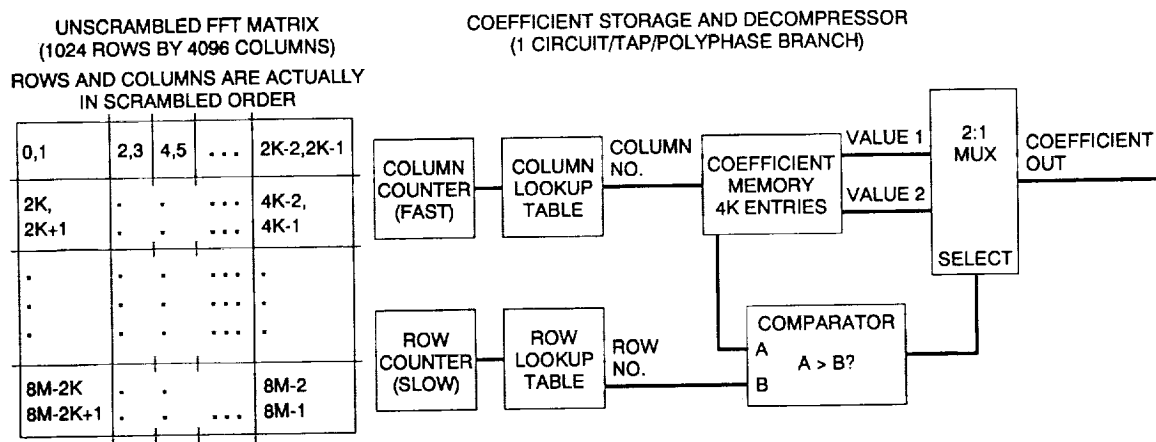 UNSCRAMBLED FFT MATRIX
(1024 ROWS BY 4096 COLUMNS)
ROWS AND COLUMNS ARE ACTUALLY
IN SCRAMBLED ORDER
0,1 2,3 4,5 ... 2K-2,2K-1
2K, . . ... 4K-2,
2K+1 . . ... 4K-1
. . . ... .
. . . ... .
. . . ... .
8M-2K . . 8M-2
8M-2K+1 . . ... 8M-1
COEFFICIENT STORAGE AND DECOMPRESSOR
(1 CIRCUIT/TAP/POLYPHASE BRANCH)
COLUMN
COUNTER
(FAST)
COLUMN
LOOKUP
TABLE
COLUMN
NO.
COEFFICIENT
MEMORY
4K ENTRIES
VALUE 1
VALUE 2
2:1
MUX
SELECT
COEFFICIENT
OUT
ROW
COUNTER
(SLOW)
ROW
LOOKUP
TABLE
ROW
NO.
COMPARATOR
A
A > B?
B